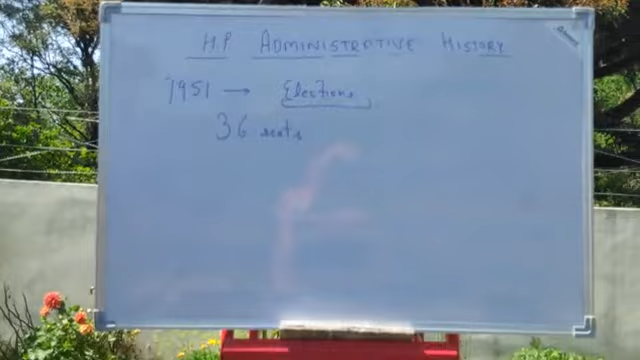 H.P ADMINISTRATIVE HISTORY
1951 → Elections
36 seats